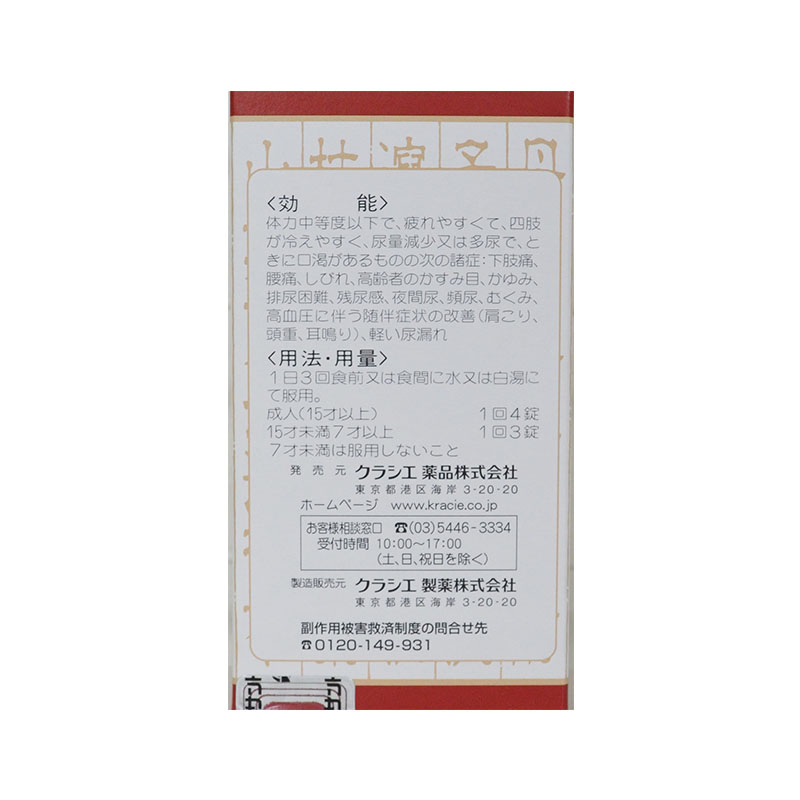 〈効　　能〉
体力中等度以下で、疲れやすくて、四肢
が冷えやすく、尿量減少又は多尿で、と
きに口渇があるものの次の諸症：下肢痛、
腰痛、しびれ、高齢者のかすみ目、かゆみ、
排尿困難、残尿感、夜間尿、頻尿、むくみ、
高血圧に伴う随伴症状の改善（肩こり、
頭重、耳鳴り）、軽い尿漏れ
〈用法・用量〉
1日3回食前又は食間に水又は白湯に
て服用。
成人（15才以上）　1回4錠
15才未満7才以上　1回3錠
7才未満は服用しないこと
発売元 クラシエ 薬品株式会社
東京都港区海岸 3-20-20
ホームページ www.kracie.co.jp
お客様相談窓口 ☎(03)5446-3334
受付時間 10:00〜17:00
（土、日、祝日を除く）
製造販売元 クラシエ 製薬株式会社
東京都港区海岸 3-20-20
副作用被害救済制度の問合せ先
☎0120-149-931